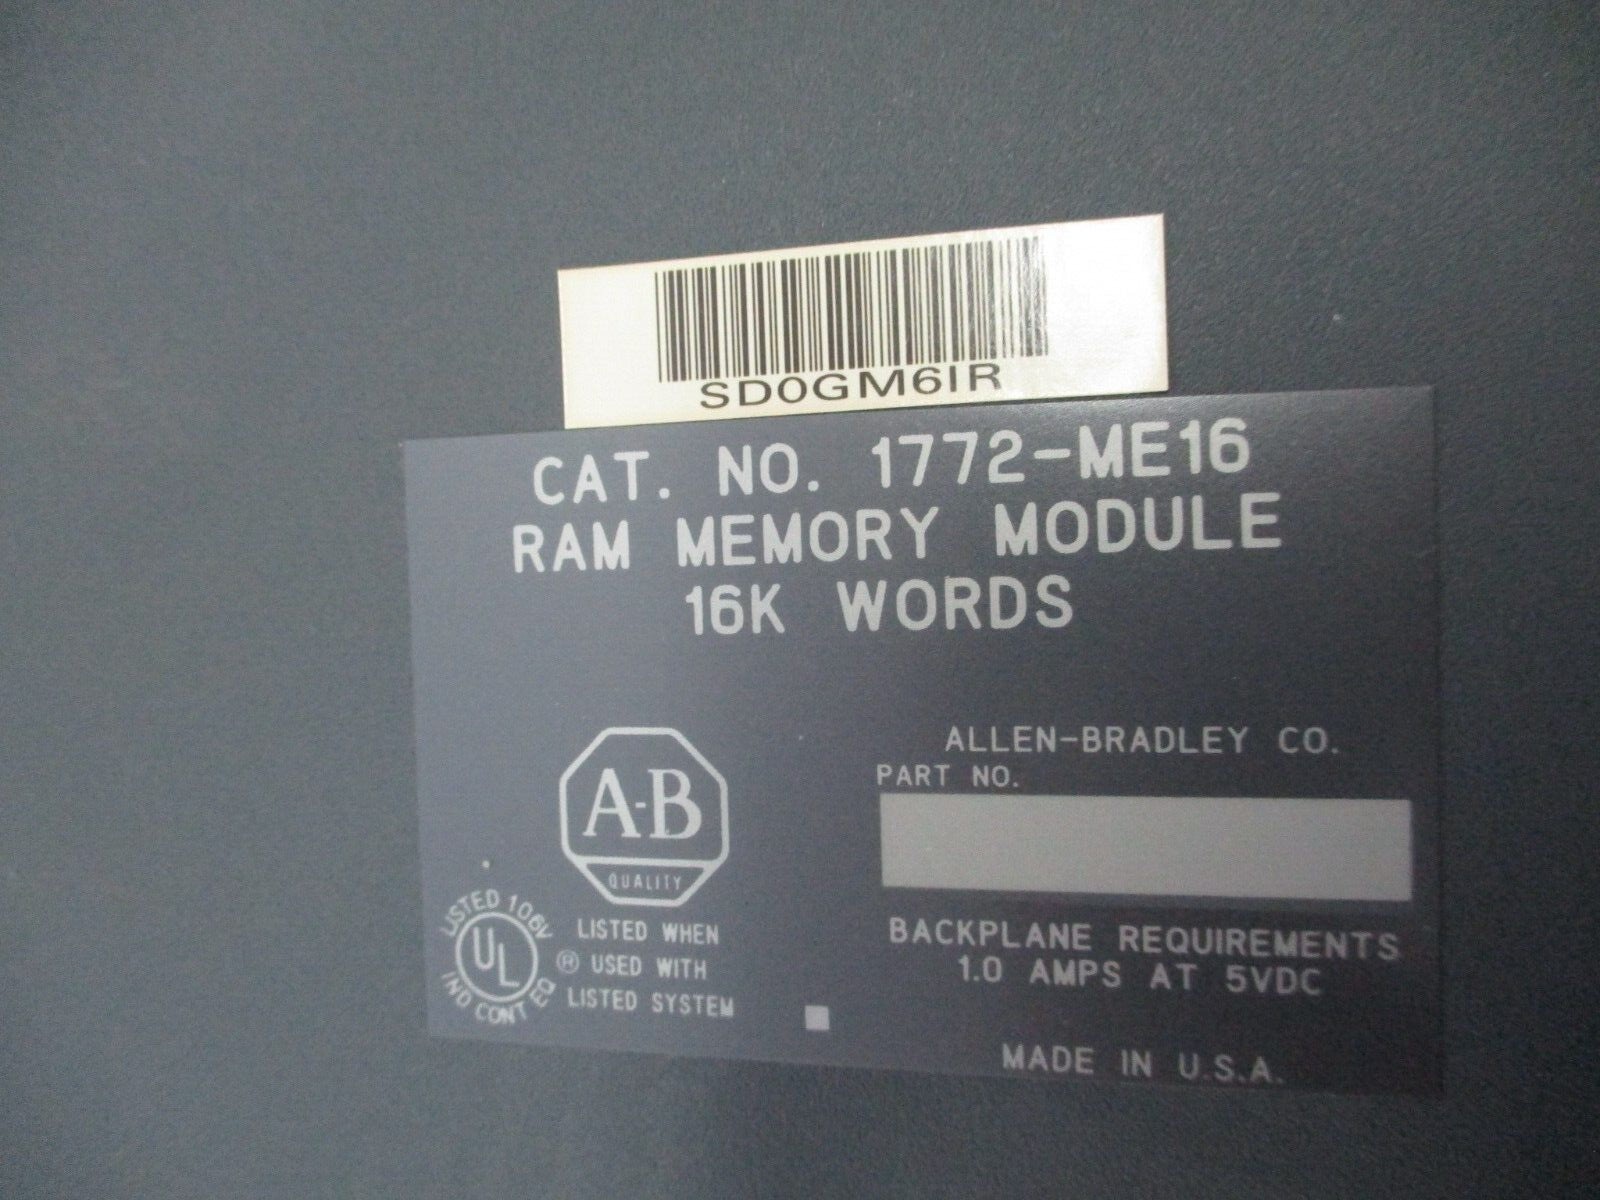 SD0GM6IR
CAT. NO. 1772-ME16
RAM MEMORY MODULE
16K WORDS
A-B
QUALITY
LISTED 106V
UL
IND CONT EQ
®
LISTED WHEN
USED WITH
LISTED SYSTEM
ALLEN-BRADLEY CO.
PART NO.
BACKPLANE REQUIREMENTS
1.0 AMPS AT 5VDC
MADE IN U.S.A.